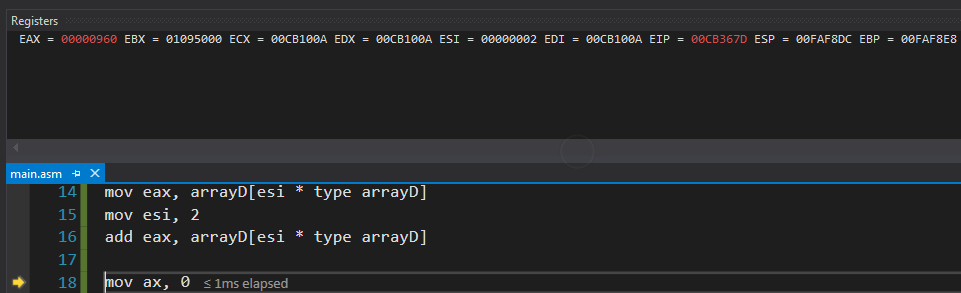 Registers
EAX = 00000960 EBX = 01095000 ECX = 00CB100A EDX = 00CB100A ESI = 00000002 EDI = 00CB100A EIP = 00CB367D ESP = 00FAF8DC EBP = 00FAF8E8
main.asm
14 mov eax, arrayD[esi * type arrayD]
15 mov esi, 2
16 add eax, arrayD[esi * type arrayD]
17
18 mov ax, 0 ≤ 1ms elapsed